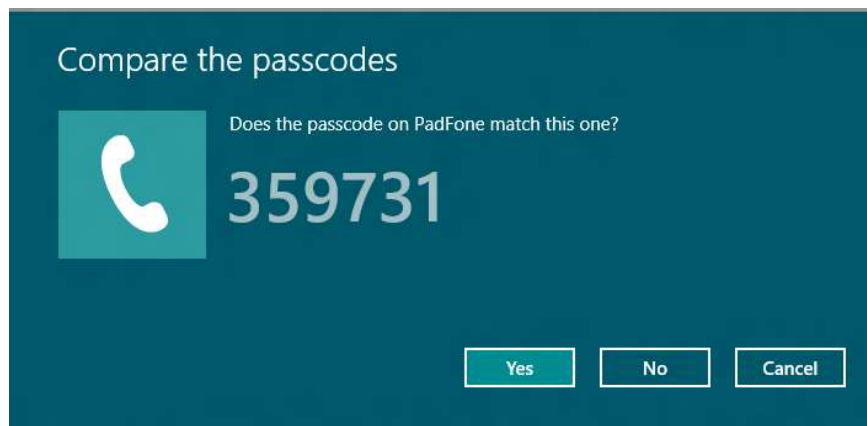 Compare the passcodes
Does the passcode on PadFone match this one?
359731
Yes No Cancel